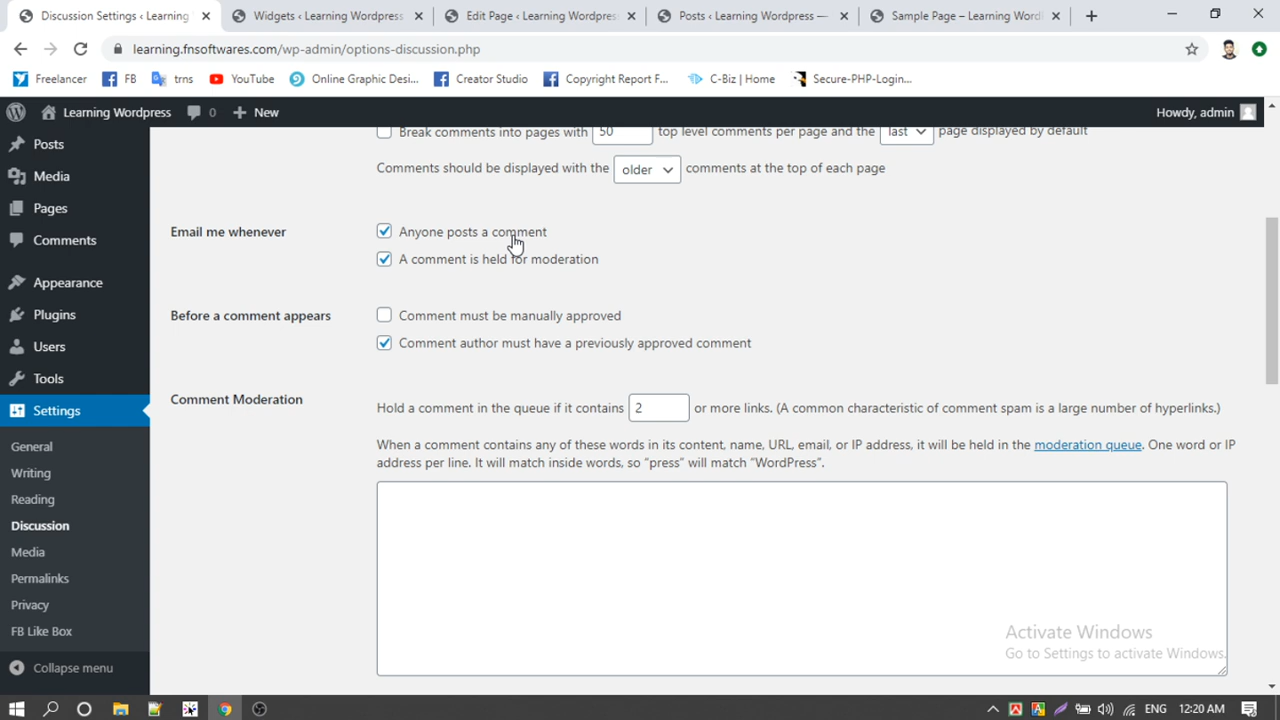 Discussion Settings ‹ Learning
Widgets ‹ Learning Wordpress
Edit Page ‹ Learning Wordpress
Posts ‹ Learning Wordpress —
Sample Page – Learning Word
learning.fnsoftwares.com/wp-admin/options-discussion.php
Freelancer
FB
trns
YouTube
Online Graphic Desi...
Creator Studio
Copyright Report F...
C-Biz | Home
Secure-PHP-Login...
Learning Wordpress
0
New
Howdy, admin
Posts
Media
Pages
Comments
Appearance
Plugins
Users
Tools
Settings
General
Writing
Reading
Discussion
Media
Permalinks
Privacy
FB Like Box
Collapse menu
Break comments into pages with 50 top level comments per page and the last page displayed by default
Comments should be displayed with the older comments at the top of each page
Email me whenever
Anyone posts a comment
A comment is held for moderation
Before a comment appears
Comment must be manually approved
Comment author must have a previously approved comment
Comment Moderation
Hold a comment in the queue if it contains 2 or more links. (A common characteristic of comment spam is a large number of hyperlinks.)
When a comment contains any of these words in its content, name, URL, email, or IP address, it will be held in the moderation queue. One word or IP
address per line. It will match inside words, so “press” will match “WordPress”.
Activate Windows
Go to Settings to activate Windows.
ENG
12:20 AM